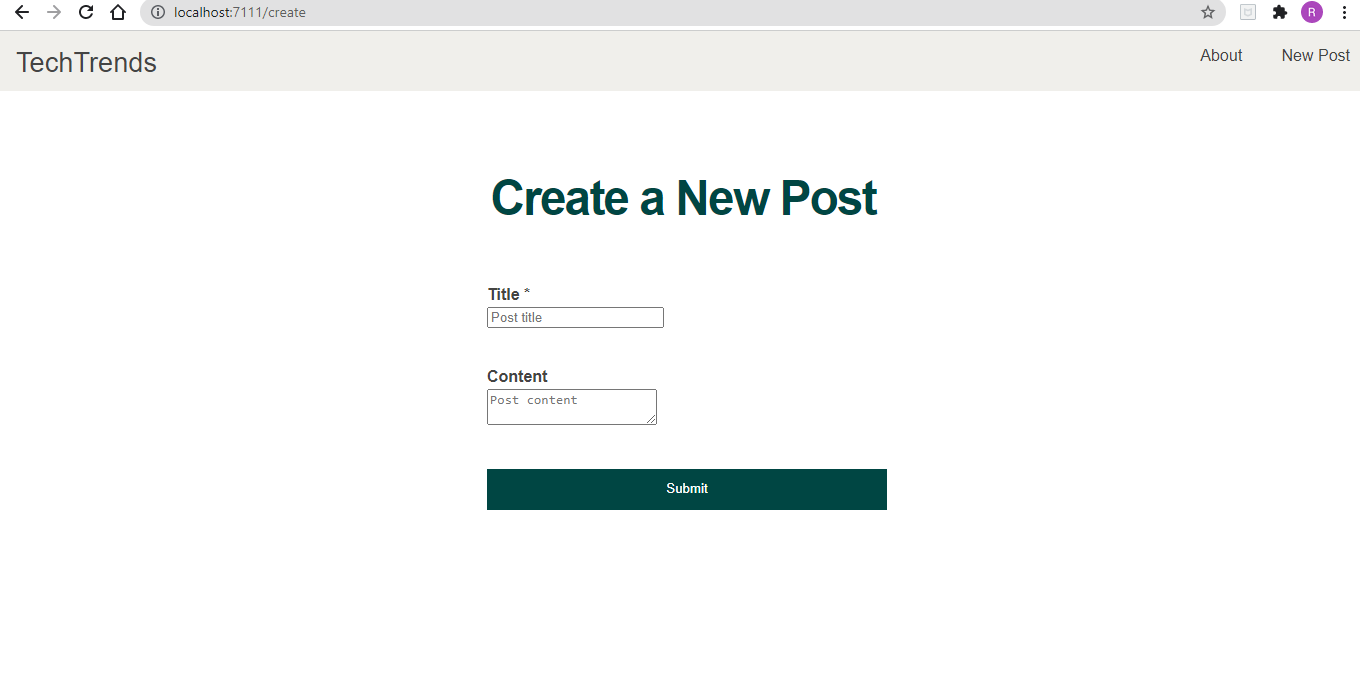 localhost:7111/create
R
TechTrends
About
New Post
Create a New Post
Title *
Post title
Content
Post content
Submit